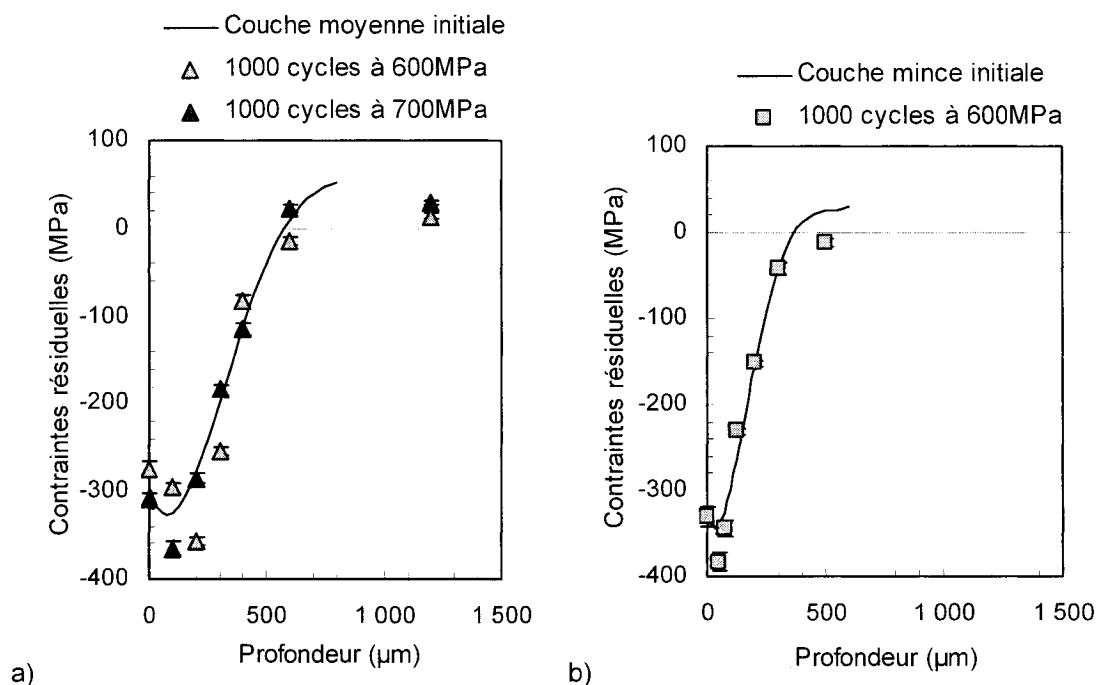 Couche moyenne initiale
1000 cycles à 600MPa
1000 cycles à 700MPa
100
0
-100
-200
-300
-400
0
500
1 000
1 500
Contraintes résiduelles (MPa)
Profondeur (µm)
a)
Couche mince initiale
1000 cycles à 600MPa
100
0
-100
-200
-300
-400
0
500
1 000
1 500
Contraintes résiduelles (MPa)
Profondeur (µm)
b)